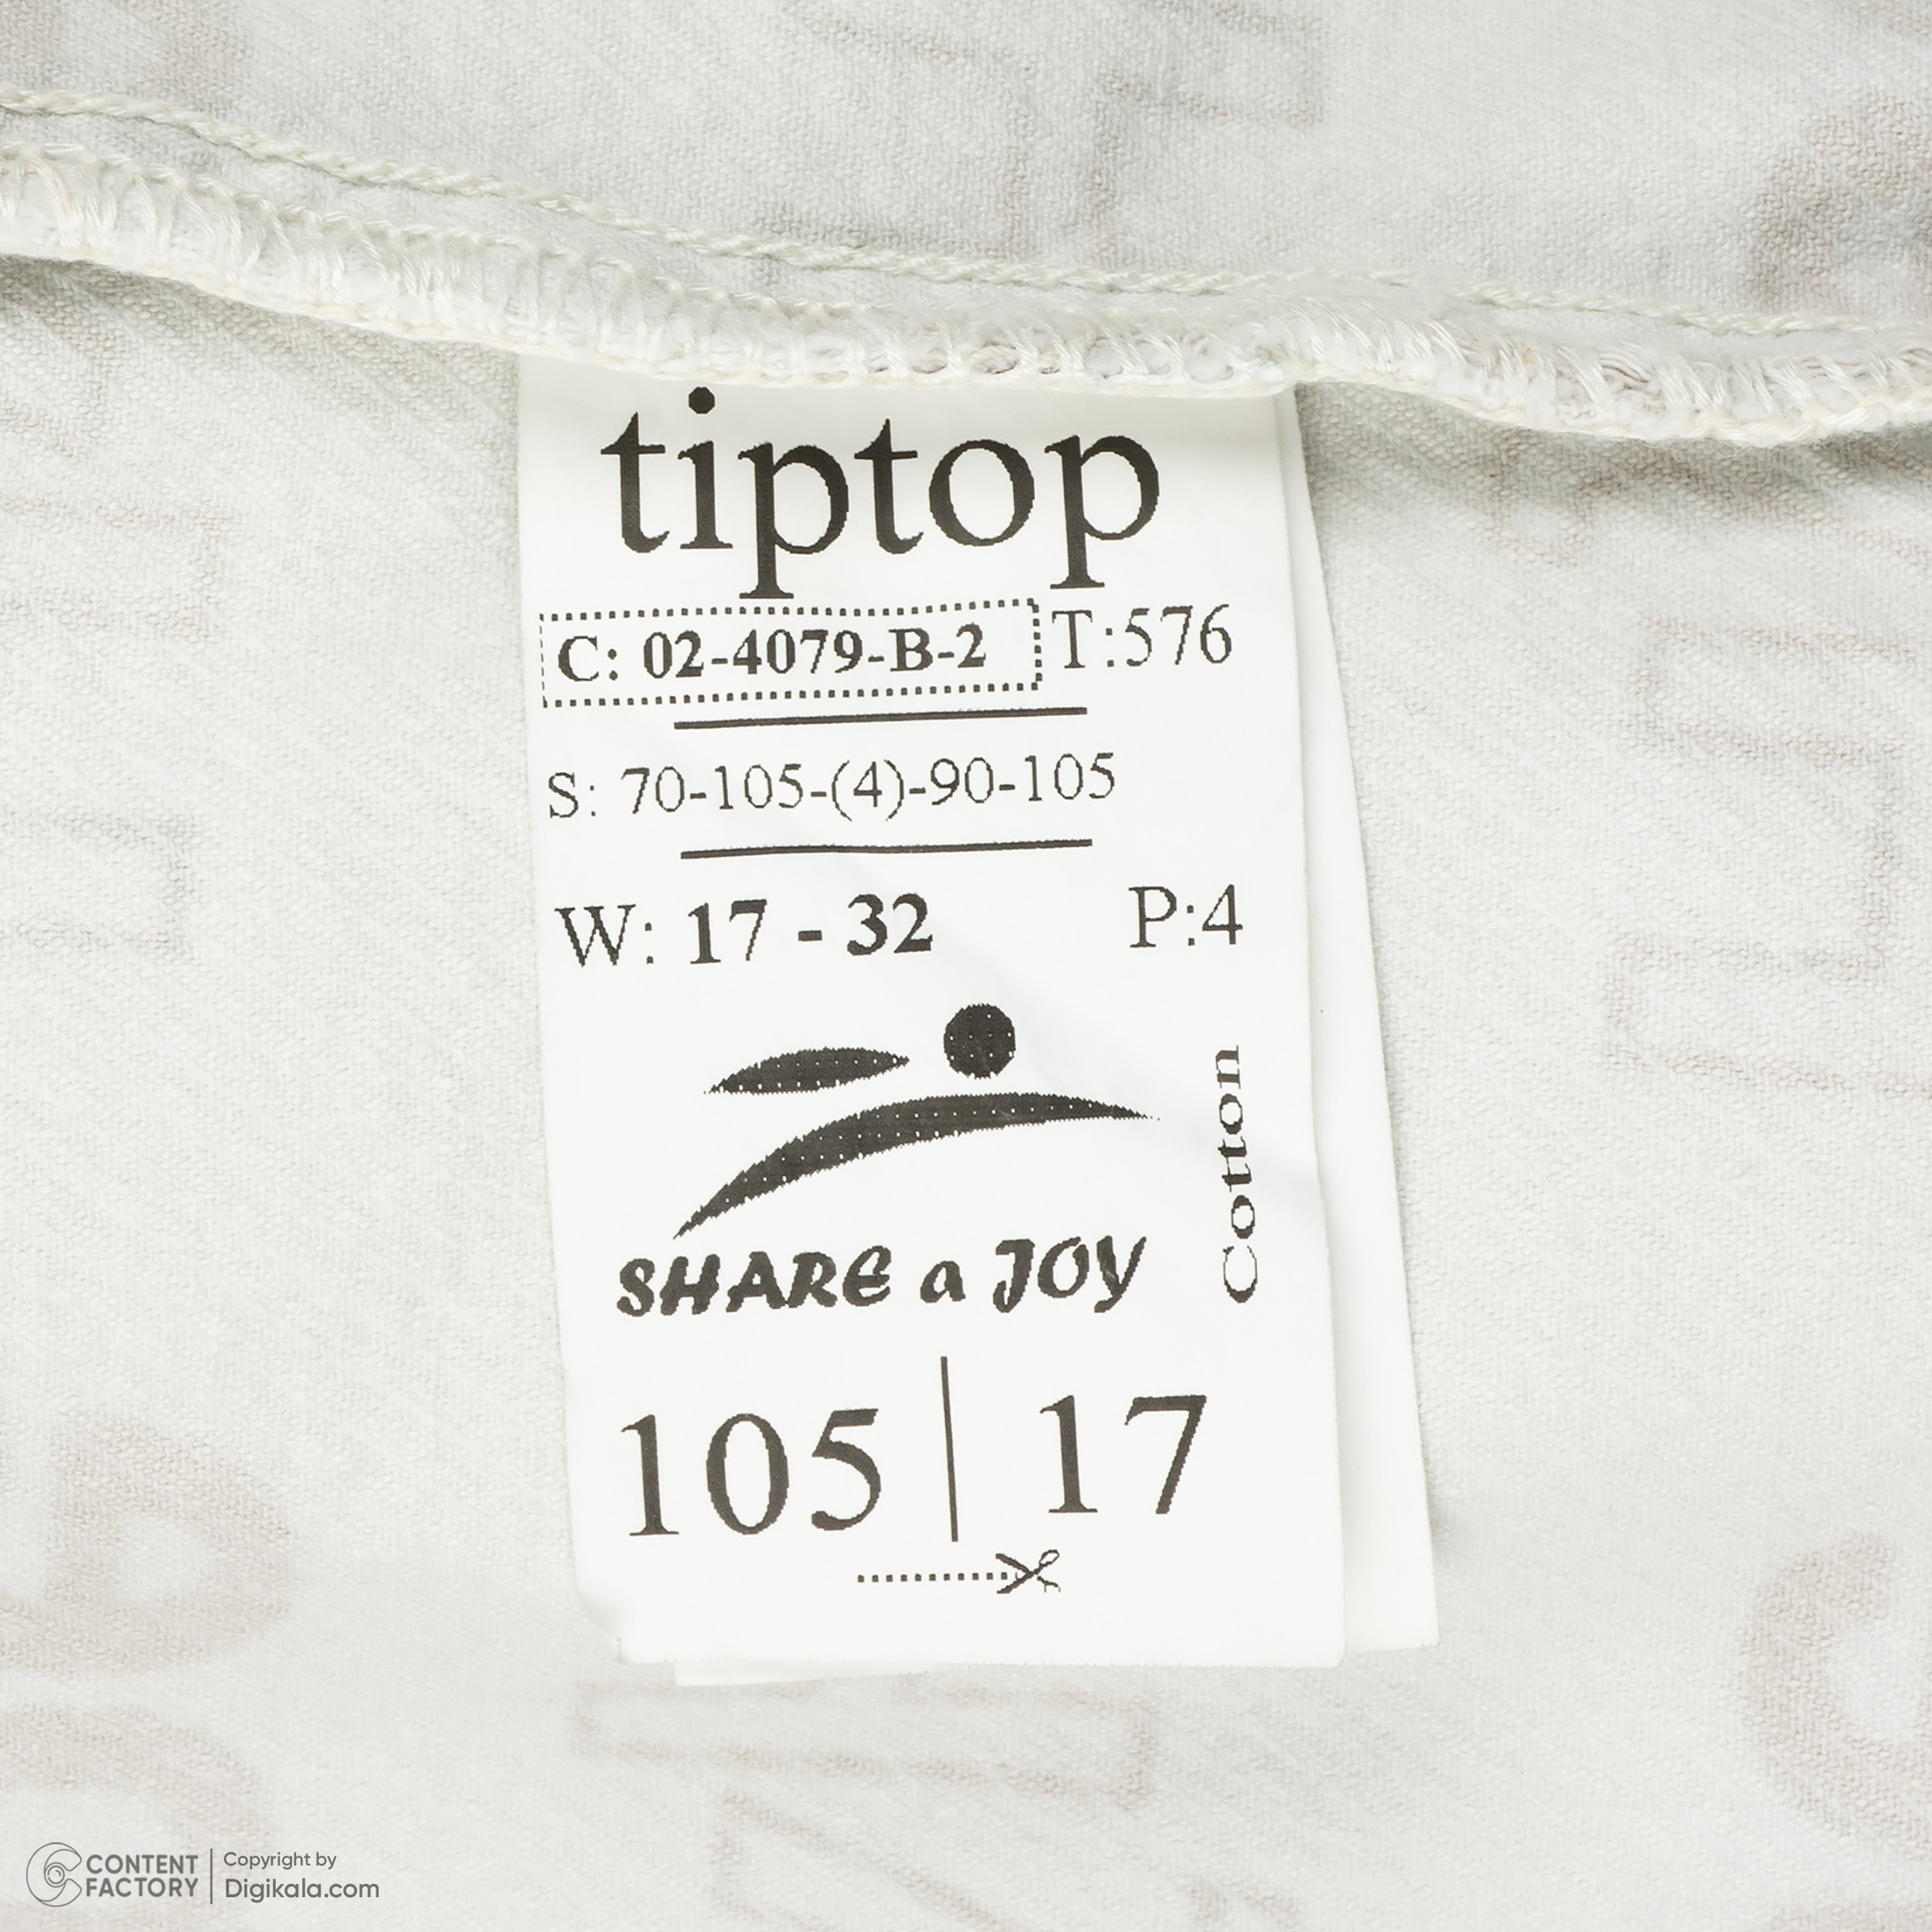 tiptop
C: 02-4079-B-2 T:576
S: 70-105-(4)-90-105
W: 17 - 32 P:4
Cotton
SHARE a JOY
105 | 17
CONTENT FACTORY
Copyright by
Digikala.com